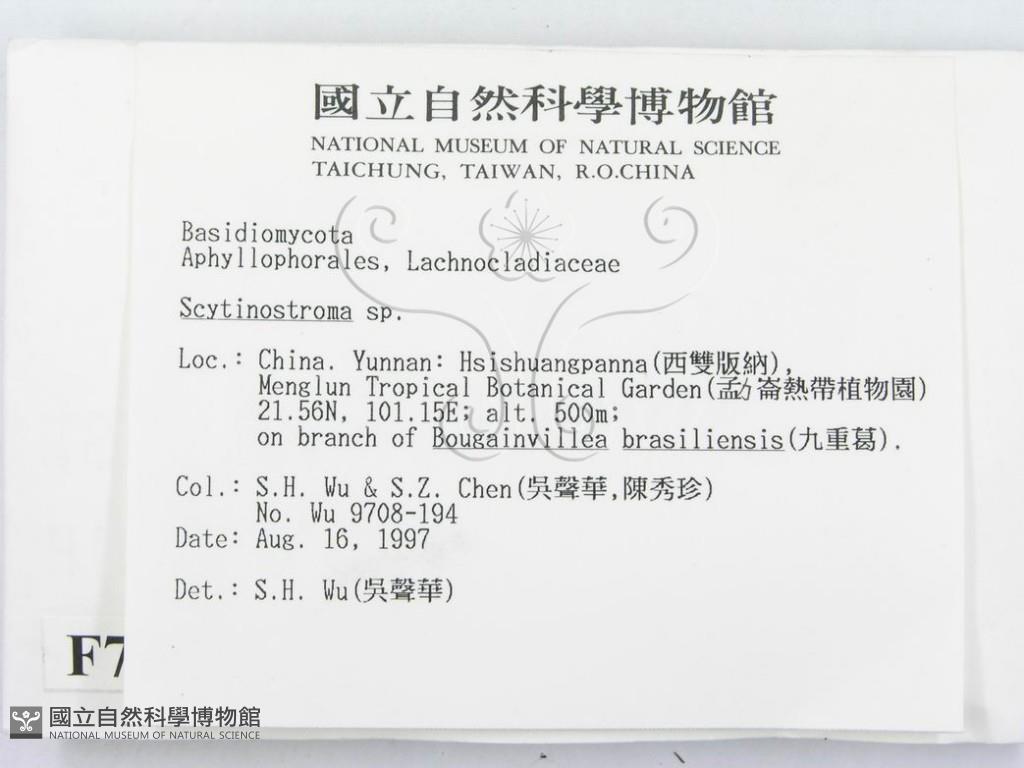 國立自然科學博物館
NATIONAL MUSEUM OF NATURAL SCIENCE
TAICHUNG, TAIWAN, R.O.CHINA
Basidiomycota
Aphyllophorales, Lachnocladiaceae
Scytinostroma sp.
Loc.: China. Yunnan: Hsishuangpanna(西雙版納),
Menglun Tropical Botanical Garden(孟力崙熱帶植物園)
21.56N, 101.15E; alt. 500m;
on branch of Bougainvillea brasiliensis(九重葛).
Col.: S.H. Wu & S.Z. Chen(吳聲華,陳秀珍)
No. Wu 9708-194
Date: Aug. 16, 1997
Det.: S.H. Wu(吳聲華)
F7
國立自然科學博物館
NATIONAL MUSEUM OF NATURAL SCIENCE